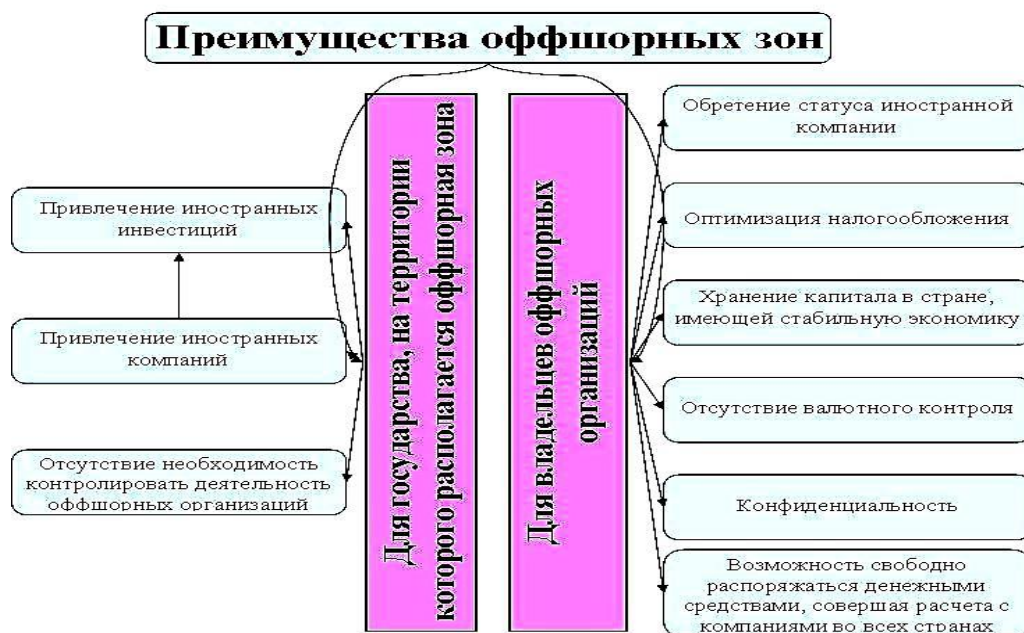 Преимущества оффшорных зон
Привлечение иностранных
инвестиций
Привлечение иностранных
компаний
Отсутствие необходимость
контролировать деятельность
оффшорных организаций
Для государства, на территории
которого располагается оффшорная зона
Для владельцев оффшорных
организаций
Обретение статуса иностранной
компании
Оптимизация налогообложения
Хранение капитала в стране,
имеющей стабильную экономику
Отсутствие валютного контроля
Конфиденциальность
Возможность свободно
распоряжаться денежными
средствами, совершая расчета с
компаниями во всех странах